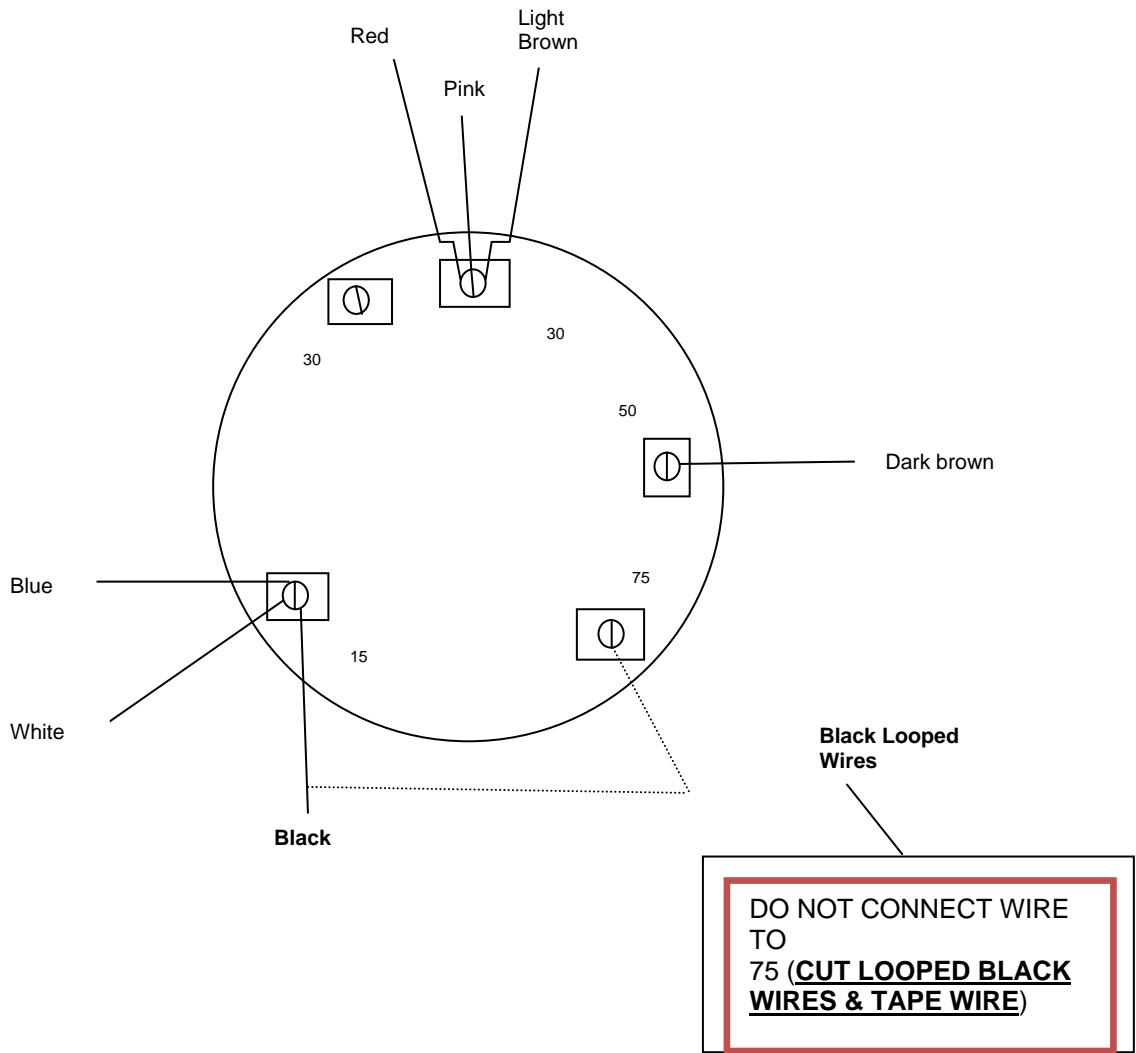 Light
Brown
Red
Pink
30
30
50
Dark brown
75
Blue
15
White
Black Looped
Wires
Black
DO NOT CONNECT WIRE
TO
75 (CUT LOOPED BLACK
WIRES & TAPE WIRE)